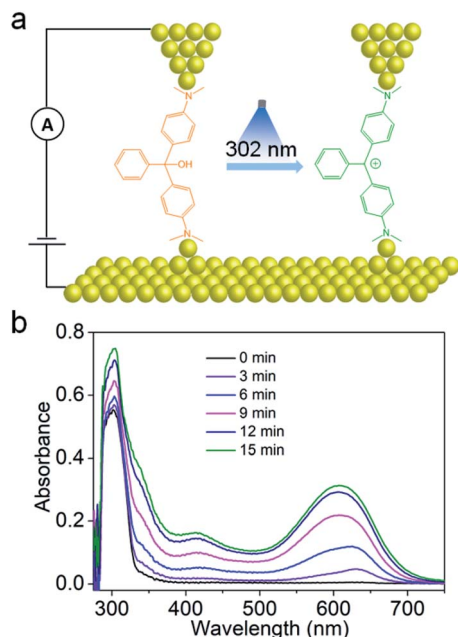 a
A
N
OH
N
302 nm
N
⊕
N
b
0.8
0.6
0.4
0.2
0.0
Absorbance
0 min
3 min
6 min
9 min
12 min
15 min
300 400 500 600 700
Wavelength (nm)